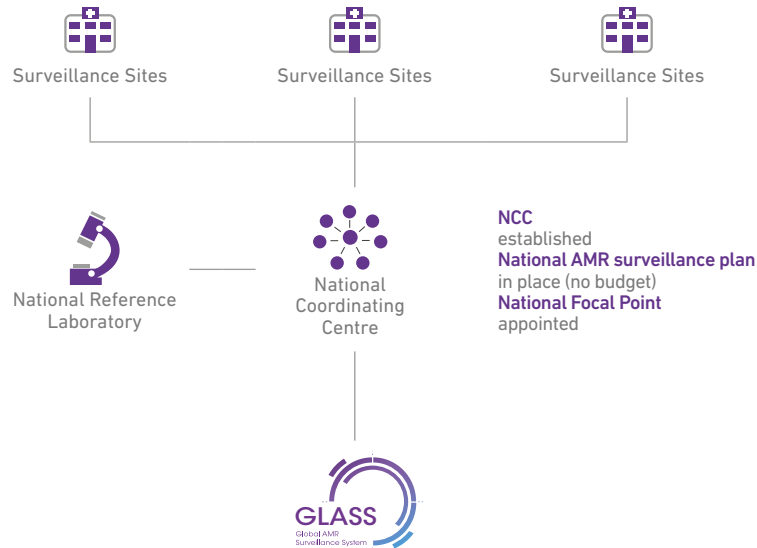 Surveillance Sites
Surveillance Sites
Surveillance Sites
National Reference
Laboratory
National
Coordinating
Centre
NCC
established
National AMR surveillance plan
in place (no budget)
National Focal Point
appointed
GLASS
Global AMR
Surveillance System